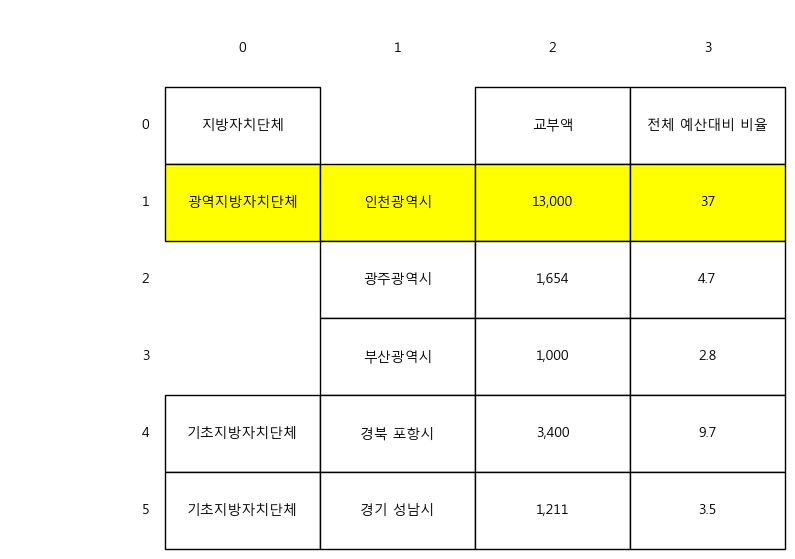 0 1 2 3
0 지방자치단체 교부액 전체 예산대비 비율
1 광역지방자치단체 인천광역시 13,000 37
2 광주광역시 1,654 4.7
3 부산광역시 1,000 2.8
4 기초지방자치단체 경북 포항시 3,400 9.7
5 기초지방자치단체 경기 성남시 1,211 3.5